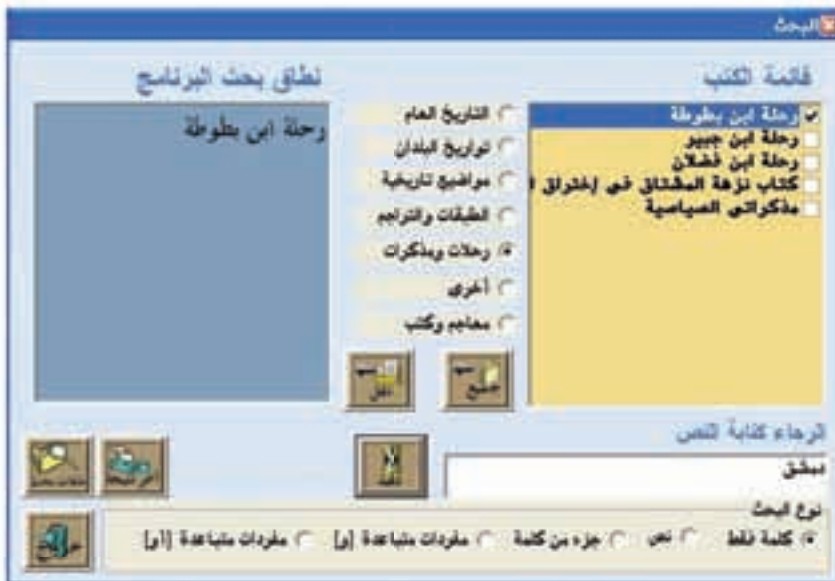 البحث
قائمة الكتب
رحلة ابن بطوطة
رحلة ابن جبير
رحلة ابن فضلان
كتاب نزهة المشتاق في إختراق ا
مذكراتي السياسية
التاريخ العام
تواريخ البلدان
مواضيع تاريخية
الطبقات والتراجم
رحلات ومذكرات
أخرى
معاجم وكتب
نطاق بحث البرنامج
رحلة ابن بطوطة
جميع
نقل
الرجاء كتابة النص
دمشق
نوع البحث
كلمة فقط
نص
جزء من كلمة
مفردات متباعدة [و]
مفردات متباعدة [أو]